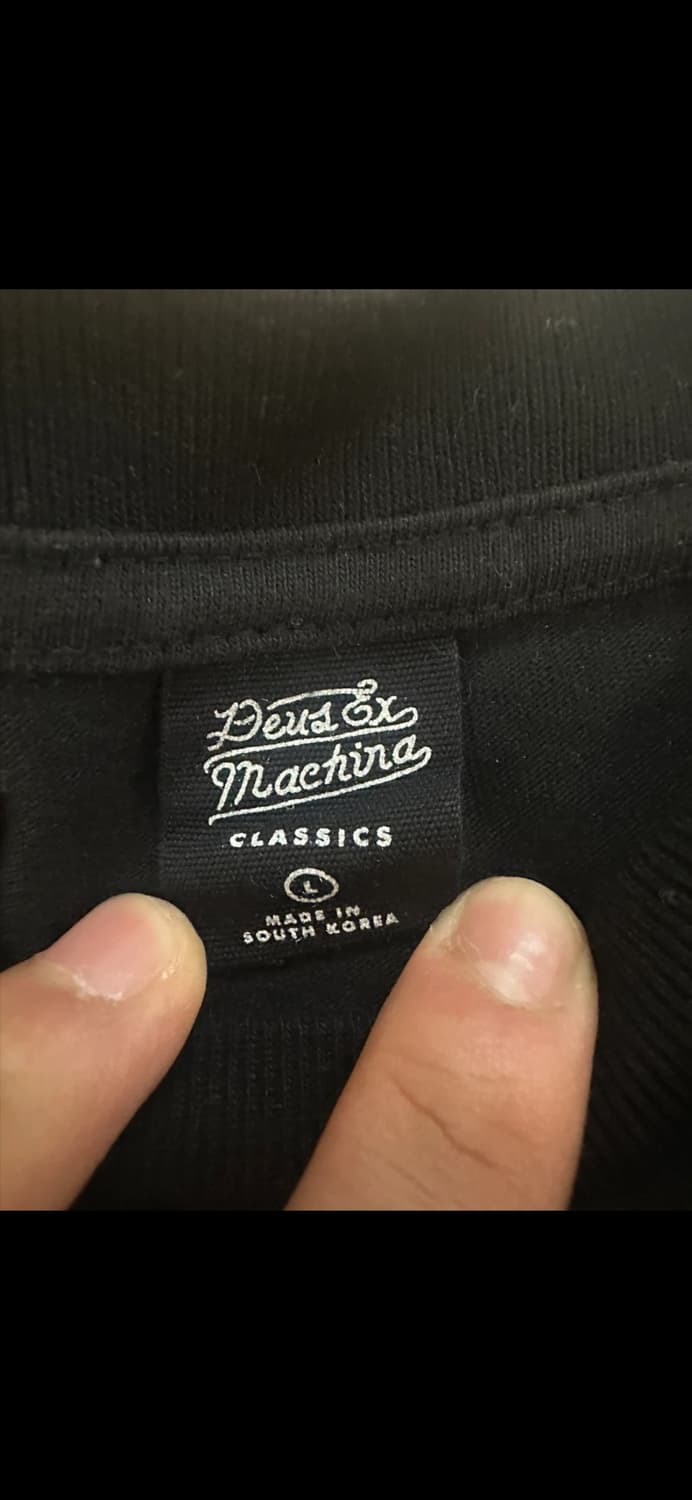 Deus Ex
Machina
CLASSICS
L
MADE IN
SOUTH KOREA